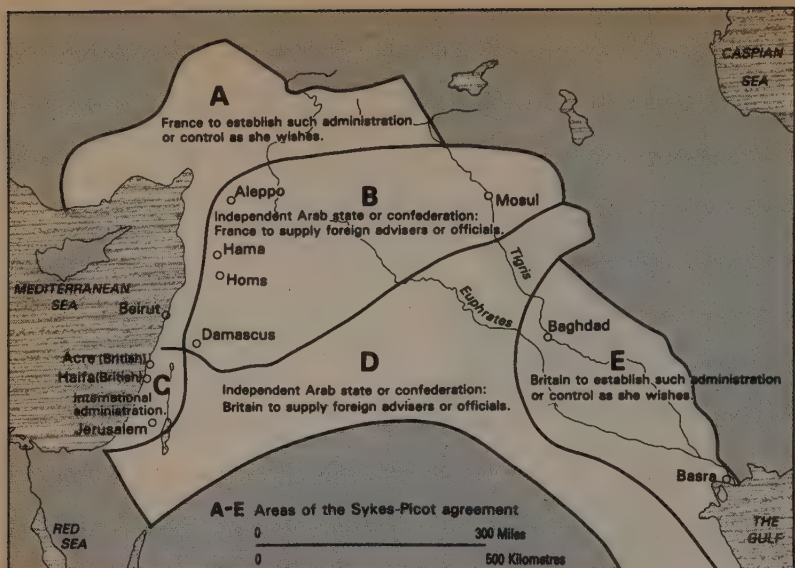 CASPIAN
SEA
A
France to establish such administration
or control as she wishes.
Aleppo
B
Mosul
Independent Arab state or confederation:
France to supply foreign advisers or officials.
Hama
Homs
Tigris
MEDITERRANEAN
SEA
Beirut
Euphrates
Damascus
Baghdad
Acre (British)
Haifa (British)
C
International
administration.
Jerusalem
D
Independent Arab state or confederation:
Britain to supply foreign advisers or officials.
E
Britain to establish such administration
or control as she wishes.
Basra
A-E Areas of the Sykes-Picot agreement
0 300 Miles
0 500 Kilometres
RED
SEA
THE
GULF